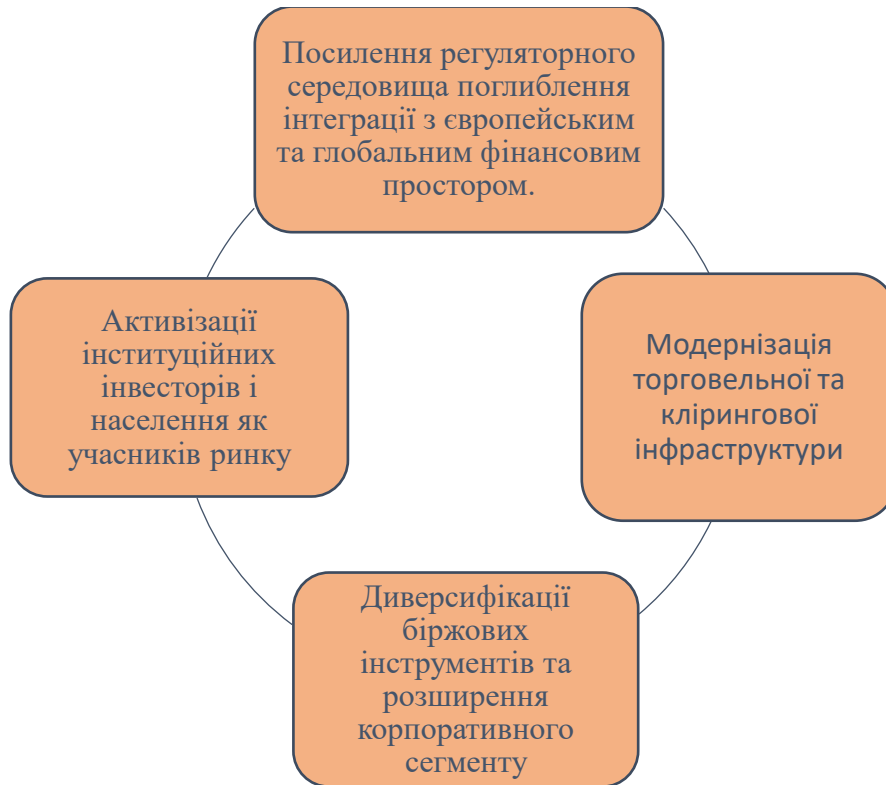 Посилення регуляторного
середовища поглиблення
інтеграції з європейським
та глобальним фінансовим
простором.
Активізації
інституційних
інвесторів і
населення як
учасників ринку
Модернізація
торговельної та
клірингової
інфраструктури
Диверсифікації
біржових
інструментів та
розширення
корпоративного
сегменту